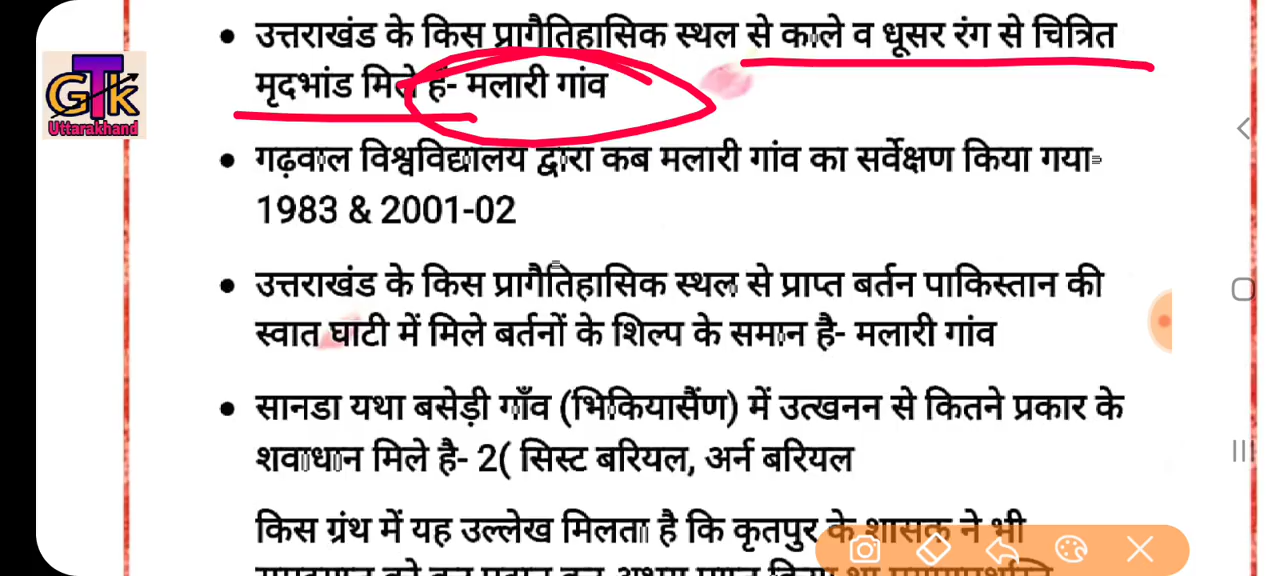 GTK
Uttarakhand
• उत्तराखंड के किस प्रागैतिहासिक स्थल से काले व धूसर रंग से चित्रित
मृदभांड मिले है- मलारी गांव
• गढ़वाल विश्वविद्यालय द्वारा कब मलारी गांव का सर्वेक्षण किया गया-
1983 & 2001-02
• उत्तराखंड के किस प्रागैतिहासिक स्थल से प्राप्त बर्तन पाकिस्तान की
स्वात घाटी में मिले बर्तनों के शिल्प के समान है- मलारी गांव
• सानडा यथा बसेड़ी गाँव (भिकियासैंण) में उत्खनन से कितने प्रकार के
शवाधान मिले है- 2( सिस्ट बरियल, अर्न बरियल
किस ग्रंथ में यह उल्लेख मिलता है कि कृतपुर के शासक ने भी